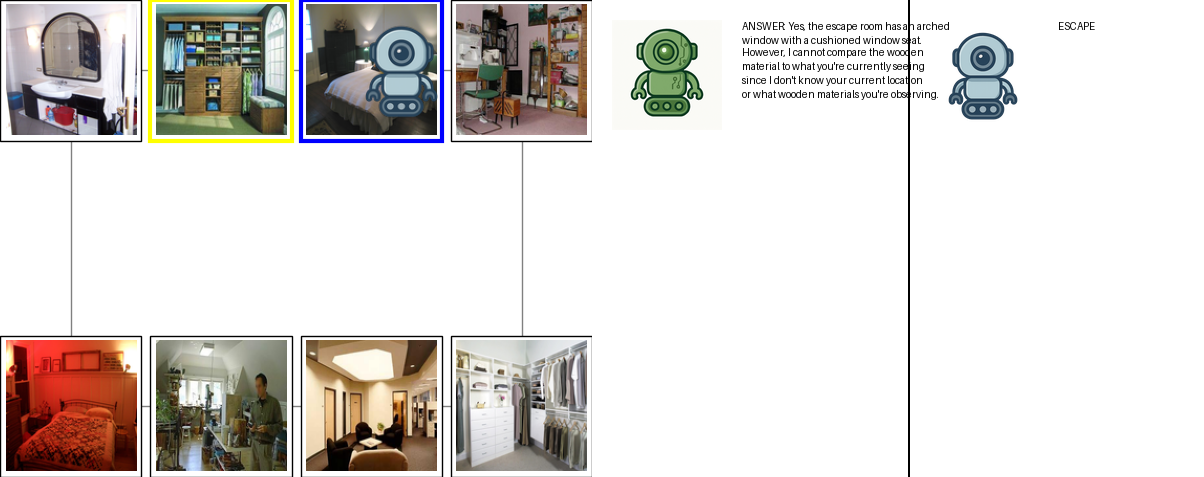 ANSWER: Yes, the escape room has an arched
window with a cushioned window seat.
However, I cannot compare the wooden
material to what you're currently seeing
since I don't know your current location
or what wooden materials you're observing.
ESCAPE